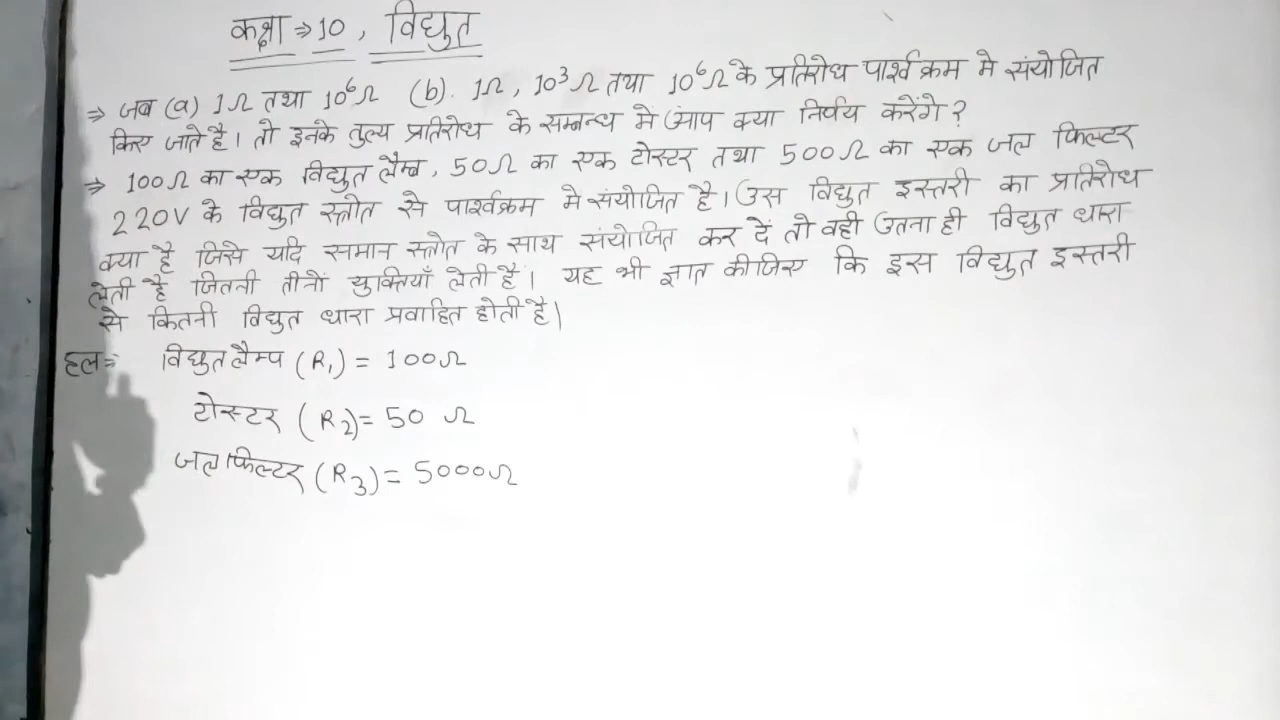 कक्षा ⇒ 10 , विद्युत
⇒ जब (a) 1Ω तथा 10⁶Ω (b). 1Ω, 10³Ω तथा 10⁶Ω के प्रतिरोध पार्श्व क्रम मे संयोजित
किए जाते है। तो इनके तुल्य प्रतिरोध के सम्बन्ध मे आप क्या निर्णय करेंगे ?
⇒ 100Ω का एक विद्युत लैम्ब, 50Ω का एक टोस्टर तथा 500Ω का एक जल फिल्टर
220V के विद्युत स्त्रोत से पार्श्वक्रम मे संयोजित है। उस विद्युत इस्तरी का प्रतिरोध
क्या है जिसे यदि समान स्त्रोत के साथ संयोजित कर दें तो वही उतना ही विद्युत धारा
लेती है जितनी तीनों युक्तियाँ लेती है। यह भी ज्ञात कीजिए कि इस विद्युत इस्तरी
से कितनी विद्युत धारा प्रवाहित होती है।
हल⇒ विद्युत लैम्प (R₁) = 100Ω
टोस्टर (R₂) = 50 Ω
जल फिल्टर (R₃) = 5000Ω